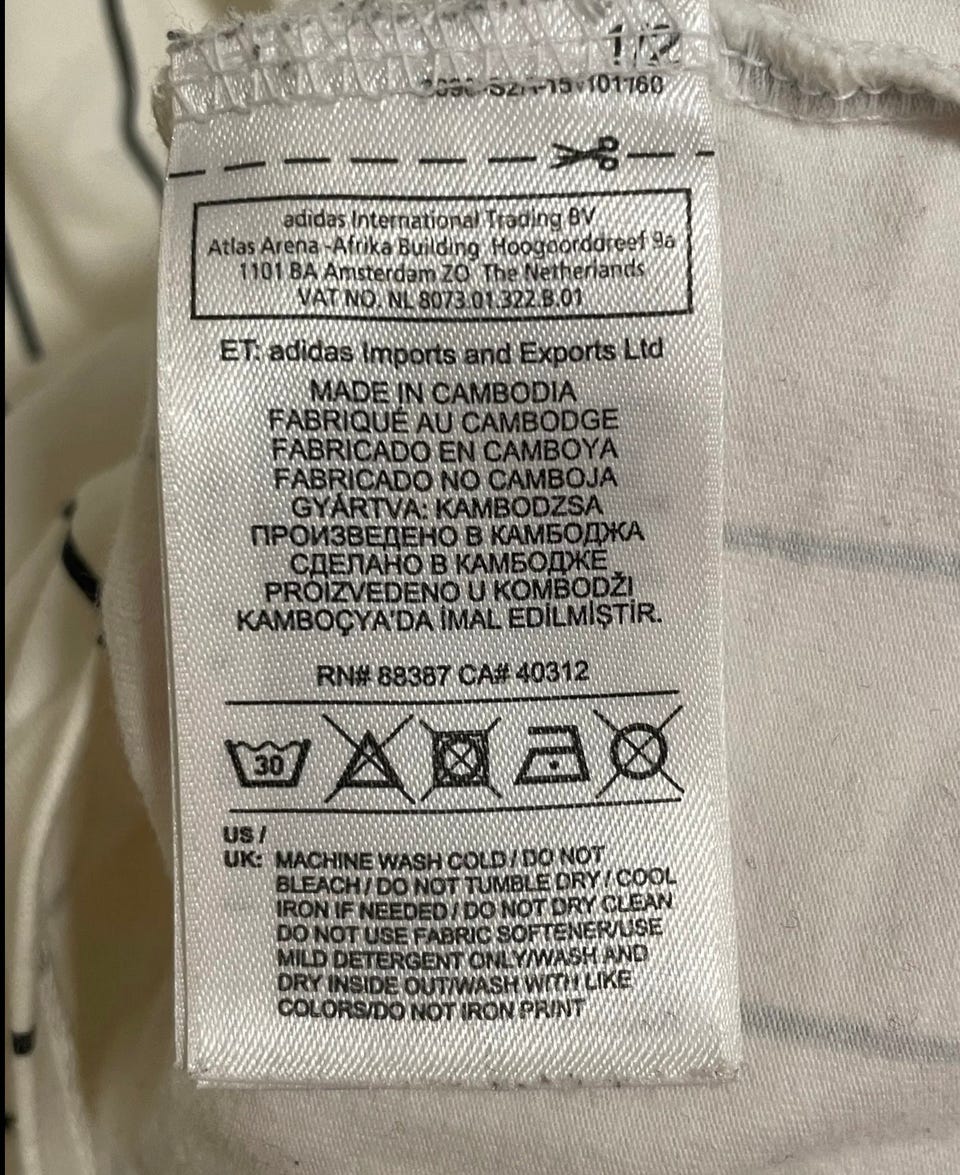 1/2
101760
adidas International Trading BV
Atlas Arena -Afrika Building Hoogoorddreef 9a
1101 BA Amsterdam ZO The Netherlands
VAT NO. NL 8073.01.322.B.01
ET: adidas Imports and Exports Ltd
MADE IN CAMBODIA
FABRIQUÉ AU CAMBODGE
FABRICADO EN CAMBOYA
FABRICADO NO CAMBOJA
GYÁRTVA: KAMBODZSA
ПРОИЗВЕДЕНО В КАМБОДЖА
СДЕЛАНО В КАМБОДЖЕ
PROIZVEDENO U KOMBODŽI
KAMBOÇYA'DA İMAL EDİLMİŞTİR.
RN# 88387 CA# 40312
30
US /
UK: MACHINE WASH COLD / DO NOT
BLEACH / DO NOT TUMBLE DRY / COOL
IRON IF NEEDED / DO NOT DRY CLEAN
DO NOT USE FABRIC SOFTENER/USE
MILD DETERGENT ONLY/WASH AND
DRY INSIDE OUT/WASH WITH LIKE
COLORS/DO NOT IRON PRINT